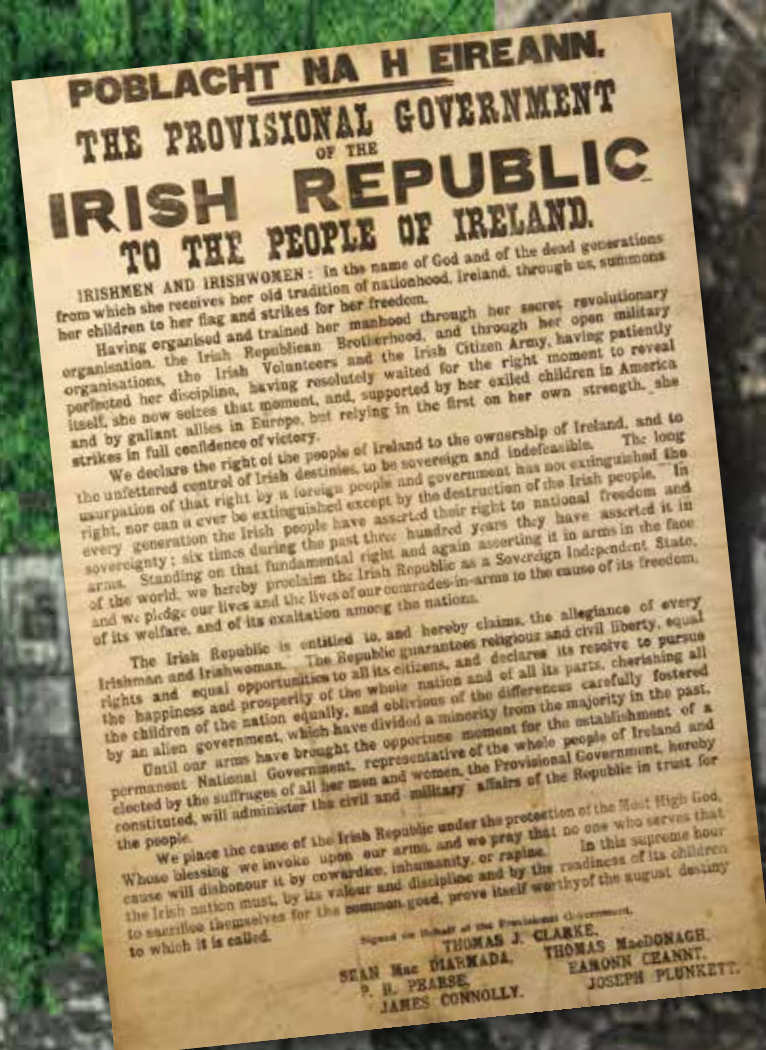 POBLACHT NA H EIREANN.
THE PROVISIONAL GOVERNMENT
OF THE
IRISH REPUBLIC
TO THE PEOPLE OF IRELAND.
IRISHMEN AND IRISHWOMEN : In the name of God and of the dead generations
from which she receives her old tradition of nationhood, Ireland, through us, summons
her children to her flag and strikes for her freedom.
Having organised and trained her manhood through her secret revolutionary
organisation, the Irish Republican Brotherhood, and through her open military
organisations, the Irish Volunteers and the Irish Citizen Army, having patiently
perfected her discipline, having resolutely waited for the right moment to reveal
itself, she now seizes that moment, and, supported by her exiled children in America
and by gallant allies in Europe, but relying in the first on her own strength, she
strikes in full confidence of victory.
We declare the right of the people of Ireland to the ownership of Ireland, and to
the unfettered control of Irish destinies, to be sovereign and indefeasible. The long
usurpation of that right by a foreign people and government has not extinguished the
right, nor can it ever be extinguished except by the destruction of the Irish people. In
every generation the Irish people have asserted their right to national freedom and
sovereignty ; six times during the past three hundred years they have asserted it in
arms. Standing on that fundamental right and again asserting it in arms in the face
of the world, we hereby proclaim the Irish Republic as a Sovereign Independent State,
and we pledge our lives and the lives of our comrades-in-arms to the cause of its freedom,
of its welfare, and of its exaltation among the nations.
The Irish Republic is entitled to, and hereby claims, the allegiance of every
Irishman and Irishwoman. The Republic guarantees religious and civil liberty, equal
rights and equal opportunities to all its citizens, and declares its resolve to pursue
the happiness and prosperity of the whole nation and of all its parts, cherishing all
the children of the nation equally, and oblivious of the differences carefully fostered
by an alien government, which have divided a minority from the majority in the past.
Until our arms have brought the opportune moment for the establishment of a
permanent National Government, representative of the whole people of Ireland and
elected by the suffrages of all her men and women, the Provisional Government, hereby
constituted, will administer the civil and military affairs of the Republic in trust for
the people.
We place the cause of the Irish Republic under the protection of the Most High God,
Whose blessing we invoke upon our arms, and we pray that no one who serves that
cause will dishonour it by cowardice, inhumanity, or rapine. In this supreme hour
the Irish nation must, by its valour and discipline and by the readiness of its children
to sacrifice themselves for the common good, prove itself worthy of the august destiny
to which it is called.
Signed on Behalf of the Provisional Government,
THOMAS J. CLARKE,
SEAN Mac DIARMADA, THOMAS MacDONAGH,
P. H. PEARSE, EAMONN CEANNT,
JAMES CONNOLLY. JOSEPH PLUNKETT.